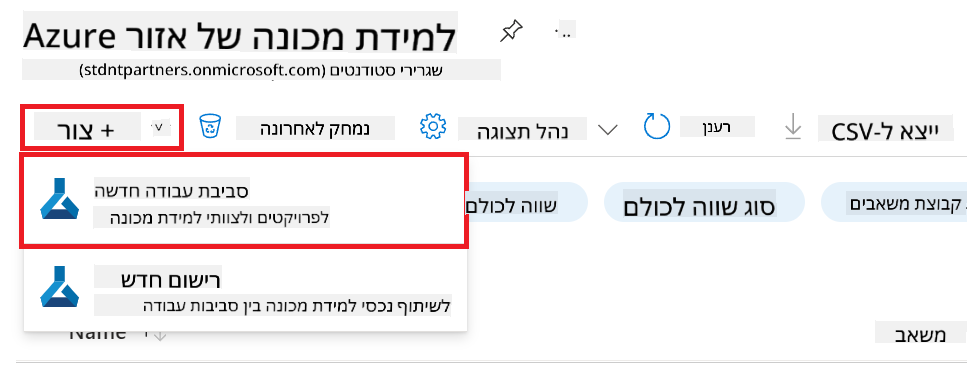 למידת מכונה של אזור Azure
שגרירי סטודנטים (stdntpartners.onmicrosoft.com)
+ צור
נמחק לאחרונה
נהל תצוגה
רענן
ייצא ל-CSV
סביבת עבודה חדשה
לפרויקטים ולצוותי למידת מכונה
שווה לכולם
סוג שווה לכולם
קבוצת משאבים
רישום חדש
לשיתוף נכסי למידת מכונה בין סביבות עבודה
Name
משאב